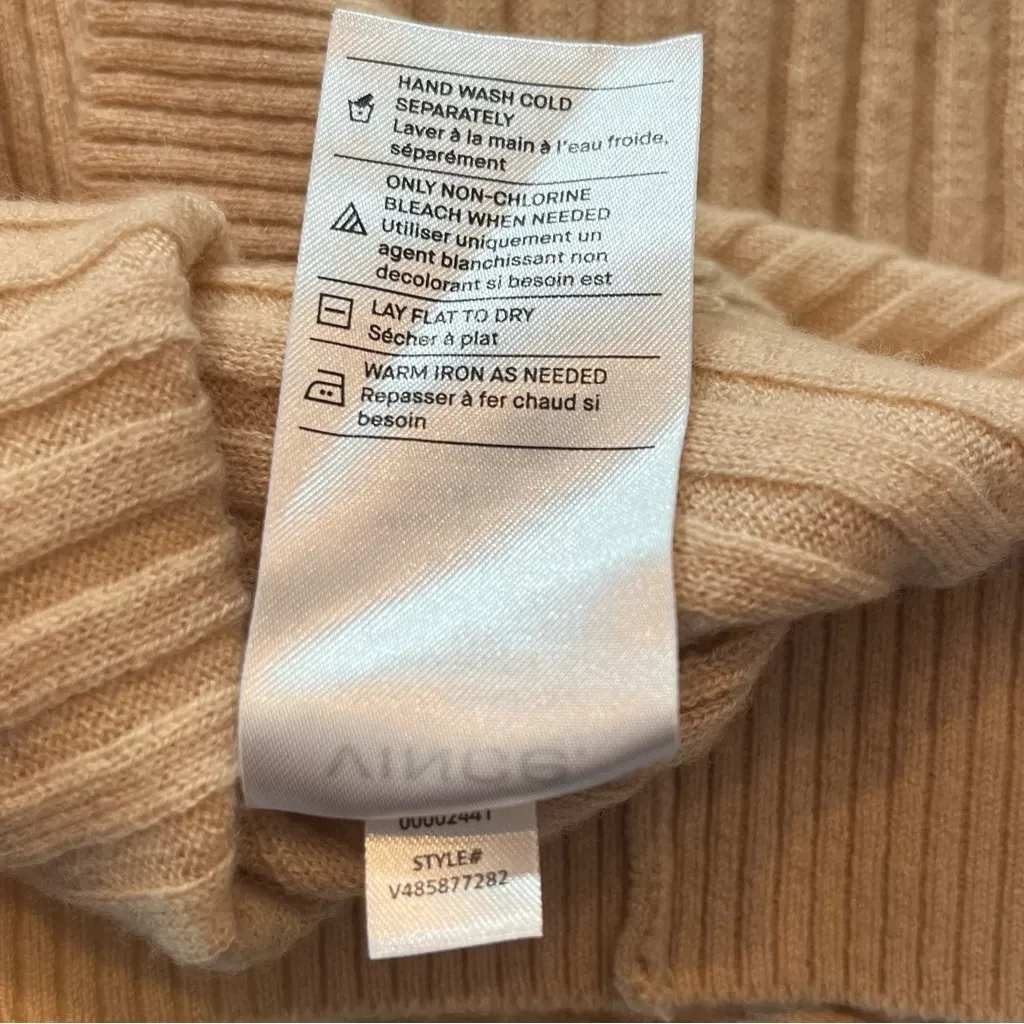 HAND WASH COLD
SEPARATELY
Laver à la main à l'eau froide,
séparément
ONLY NON-CHLORINE
BLEACH WHEN NEEDED
Utiliser uniquement un
agent blanchissant non
decolorant si besoin est
LAY FLAT TO DRY
Sécher à plat
WARM IRON AS NEEDED
Repasser à fer chaud si
besoin
VINCE.
00002441
STYLE#
V485877282